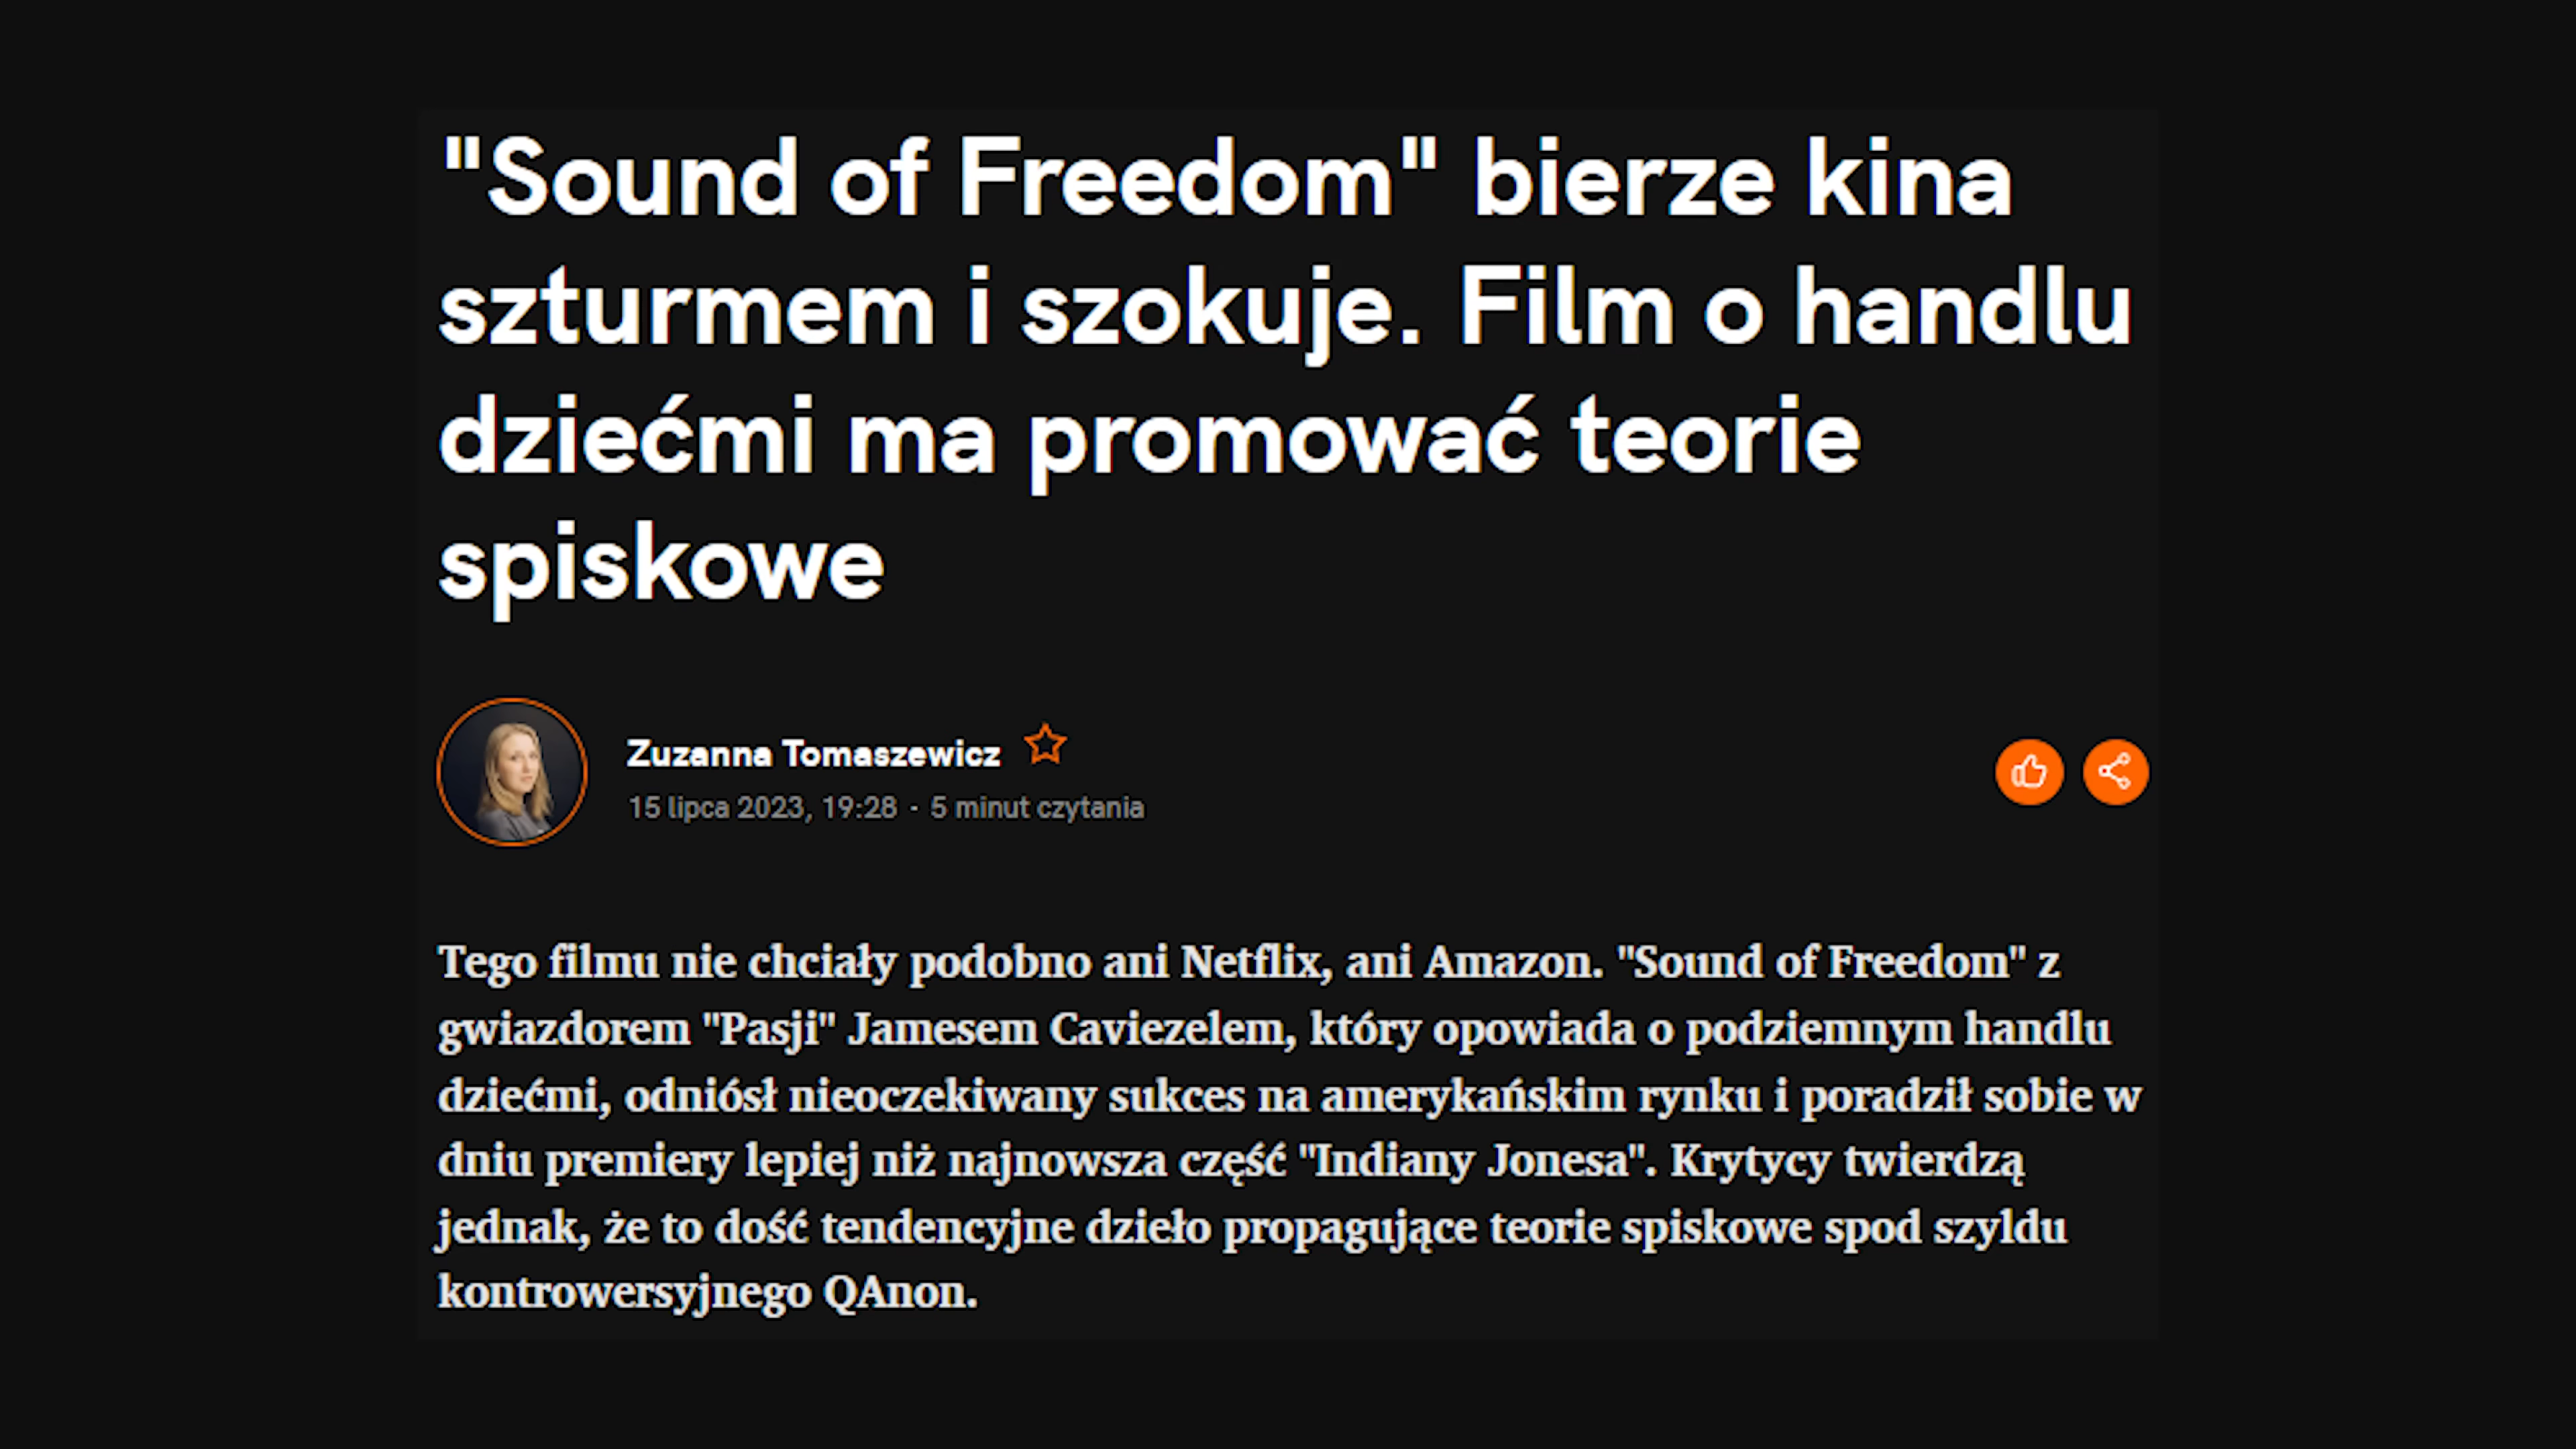 "Sound of Freedom" bierze kina
szturmem i szokuje. Film o handlu
dziećmi ma promować teorie
spiskowe
Zuzanna Tomaszewicz
15 lipca 2023, 19:28 · 5 minut czytania
Tego filmu nie chciały podobno ani Netflix, ani Amazon. "Sound of Freedom" z
gwiazdorem "Pasji" Jamesem Caviezelem, który opowiada o podziemnym handlu
dziećmi, odniósł nieoczekiwany sukces na amerykańskim rynku i poradził sobie w
dniu premiery lepiej niż najnowsza część "Indiany Jonesa". Krytycy twierdzą
jednak, że to dość tendencyjne dzieło propagujące teorie spiskowe spod szyldu
kontrowersyjnego QAnon.